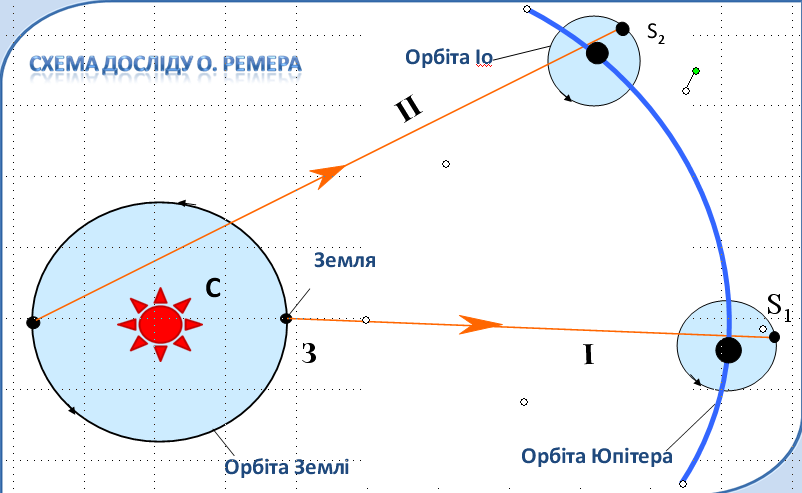 СХЕМА ДОСЛІДУ О. РЕМЕРА
Орбіта Іо
S2
II
Земля
С
S1
З
I
Орбіта Землі
Орбіта Юпітера